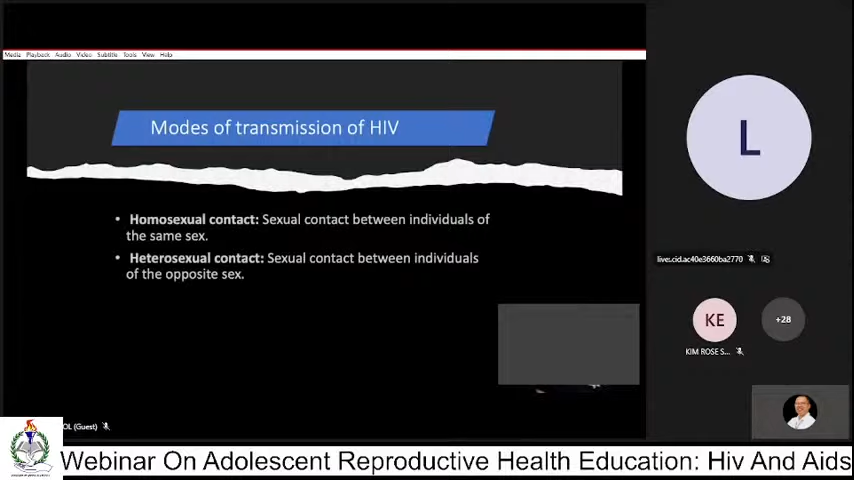 Media Playback Audio Video Subtitle Tools View Help
Modes of transmission of HIV
• Homosexual contact: Sexual contact between individuals of
the same sex.
• Heterosexual contact: Sexual contact between individuals
of the opposite sex.
L
live:cid.ac40e3660ba2770
KE
+28
KIM ROSE S...
OL (Guest)
Webinar On Adolescent Reproductive Health Education: Hiv And Aids